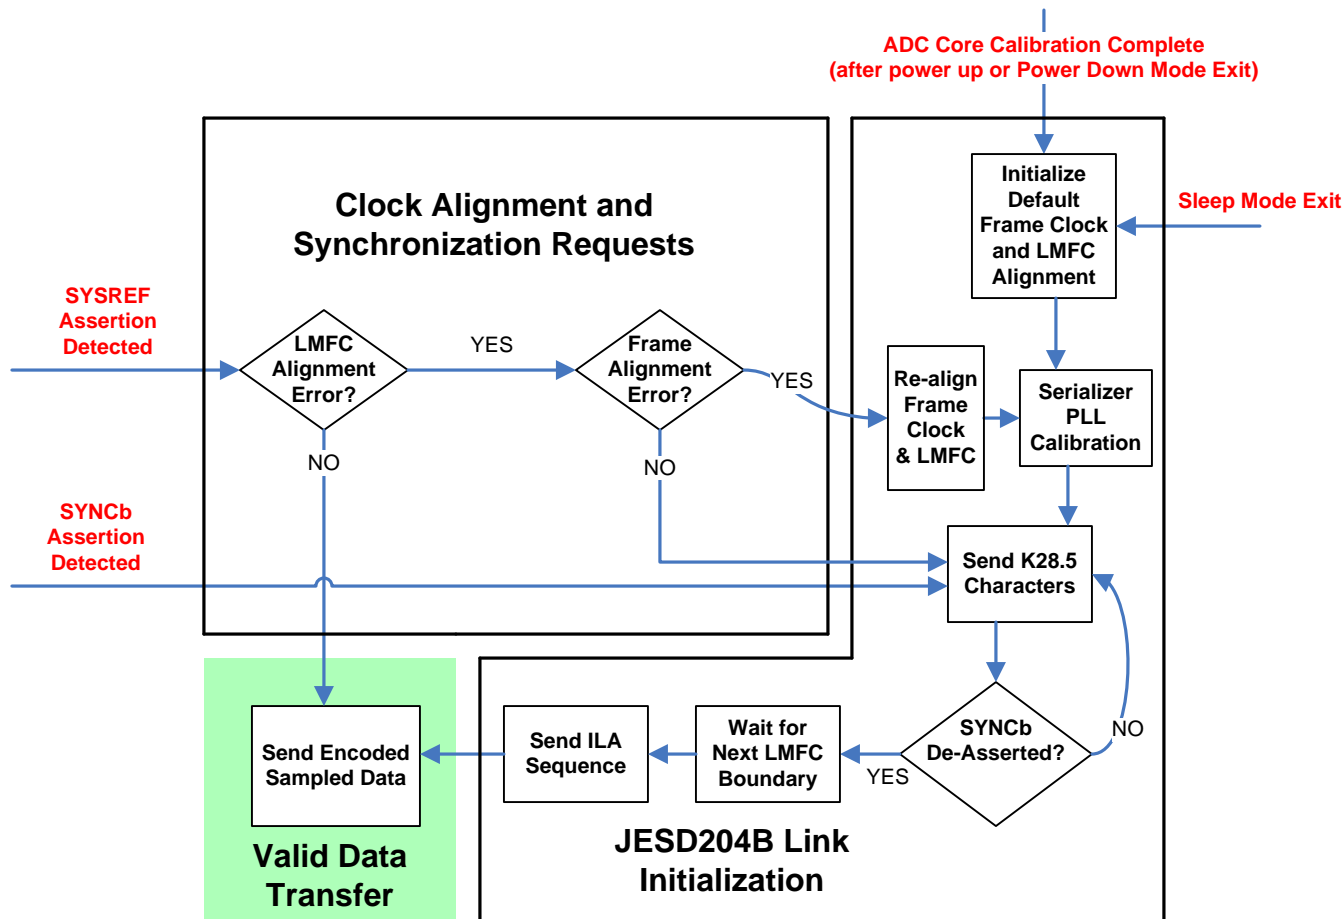 ADC Core Calibration Complete
(after power up or Power Down Mode Exit)
Initialize
Default
Frame Clock
and LMFC
Alignment
Sleep Mode Exit
Clock Alignment and
Synchronization Requests
SYSREF
Assertion
Detected
LMFC
Alignment
Error?
YES
Frame
Alignment
Error?
YES
Re-align
Frame
Clock
& LMFC
Serializer
PLL
Calibration
NO
NO
SYNCb
Assertion
Detected
Send K28.5
Characters
SYNCb
De-Asserted?
NO
YES
Wait for
Next LMFC
Boundary
Send ILA
Sequence
Send Encoded
Sampled Data
Valid Data
Transfer
JESD204B Link
Initialization